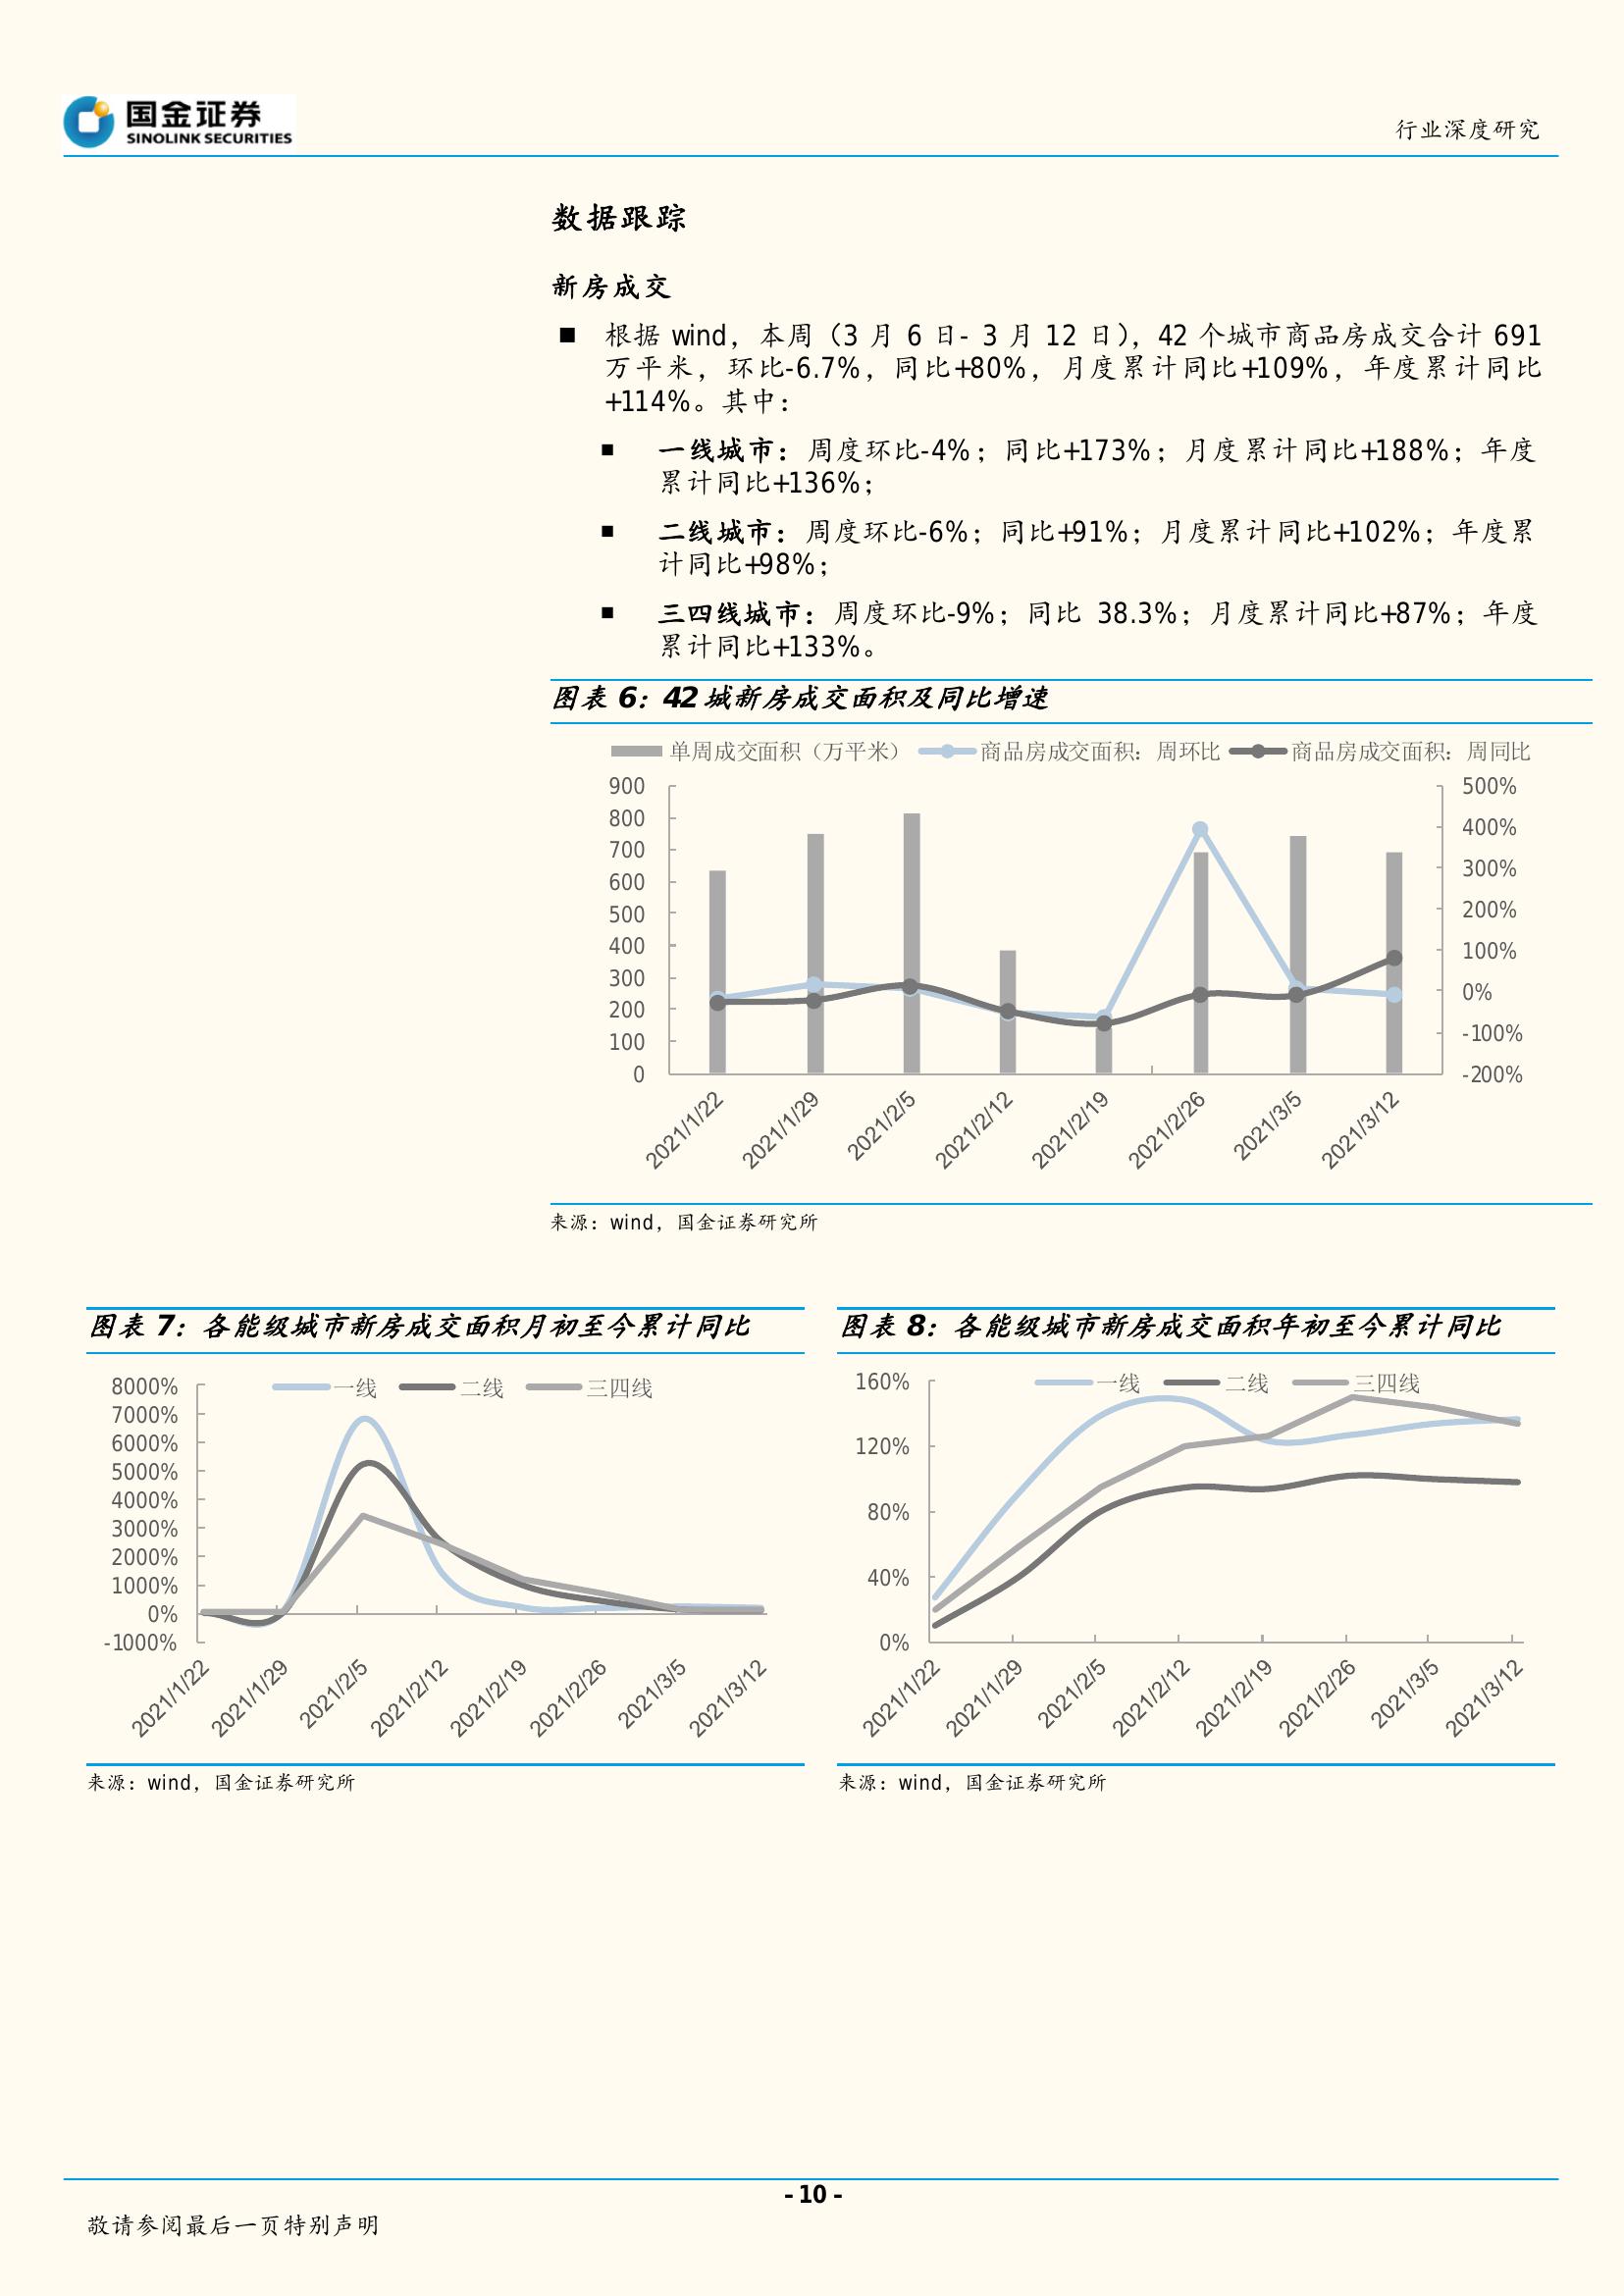 国金证券
SINOLINK SECURITIES
行业深度研究
数据跟踪
新房成交
■ 根据 wind，本周（3 月 6 日- 3 月 12 日），42 个城市商品房成交合计 691
万平米，环比-6.7%，同比+80%，月度累计同比+109%，年度累计同比
+114%。其中：
■ 一线城市：周度环比-4%；同比+173%；月度累计同比+188%；年度
累计同比+136%；
■ 二线城市：周度环比-6%；同比+91%；月度累计同比+102%；年度累
计同比+98%；
■ 三四线城市：周度环比-9%；同比 38.3%；月度累计同比+87%；年度
累计同比+133%。
图表 6：42 城新房成交面积及同比增速
单周成交面积（万平米） 商品房成交面积：周环比 商品房成交面积：周同比
900 500%
800 400%
700 300%
600 200%
500 100%
400 0%
300 -100%
200 -200%
100
0
2021/1/22 2021/1/29 2021/2/5 2021/2/12 2021/2/19 2021/2/26 2021/3/5 2021/3/12
来源：wind，国金证券研究所
图表 7：各能级城市新房成交面积月初至今累计同比
一线 二线 三四线
8000%
7000%
6000%
5000%
4000%
3000%
2000%
1000%
0%
-1000%
2021/1/22 2021/1/29 2021/2/5 2021/2/12 2021/2/19 2021/2/26 2021/3/5 2021/3/12
来源：wind，国金证券研究所
图表 8：各能级城市新房成交面积年初至今累计同比
一线 二线 三四线
160%
120%
80%
40%
0%
2021/1/22 2021/1/29 2021/2/5 2021/2/12 2021/2/19 2021/2/26 2021/3/5 2021/3/12
来源：wind，国金证券研究所
- 10 -
敬请参阅最后一页特别声明